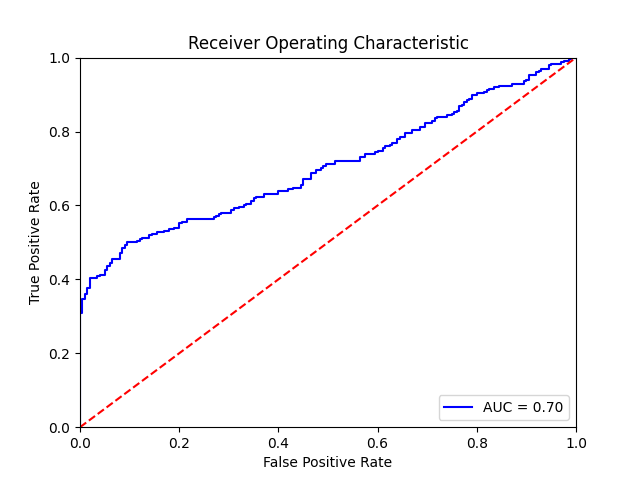 Receiver Operating Characteristic
1.0
0.8
0.6
0.4
0.2
0.0
True Positive Rate
0.0 0.2 0.4 0.6 0.8 1.0
False Positive Rate
AUC = 0.70